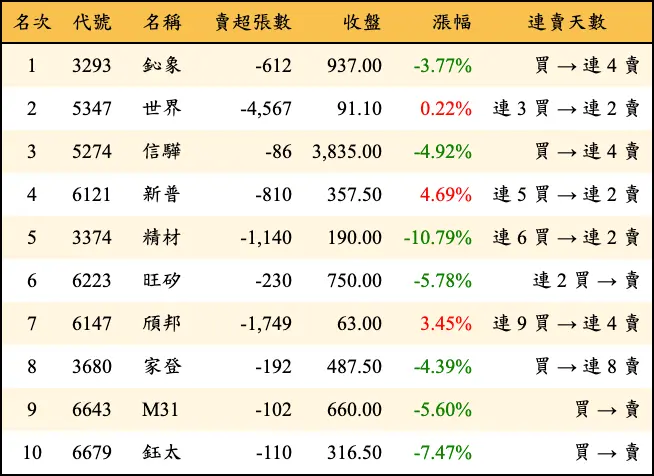 名次 代號 名稱 賣超張數 收盤 漲幅 連賣天數
1 3293 鈊象 -612 937.00 -3.77% 買 → 連 4 賣
2 5347 世界 -4,567 91.10 0.22% 連 3 買 → 連 2 賣
3 5274 信驊 -86 3,835.00 -4.92% 買 → 連 4 賣
4 6121 新普 -810 357.50 4.69% 連 5 買 → 連 2 賣
5 3374 精材 -1,140 190.00 -10.79% 連 6 買 → 連 2 賣
6 6223 旺矽 -230 750.00 -5.78% 連 2 買 → 賣
7 6147 頎邦 -1,749 63.00 3.45% 連 9 買 → 連 4 賣
8 3680 家登 -192 487.50 -4.39% 買 → 連 8 賣
9 6643 M31 -102 660.00 -5.60% 買 → 賣
10 6679 鈺太 -110 316.50 -7.47% 買 → 賣